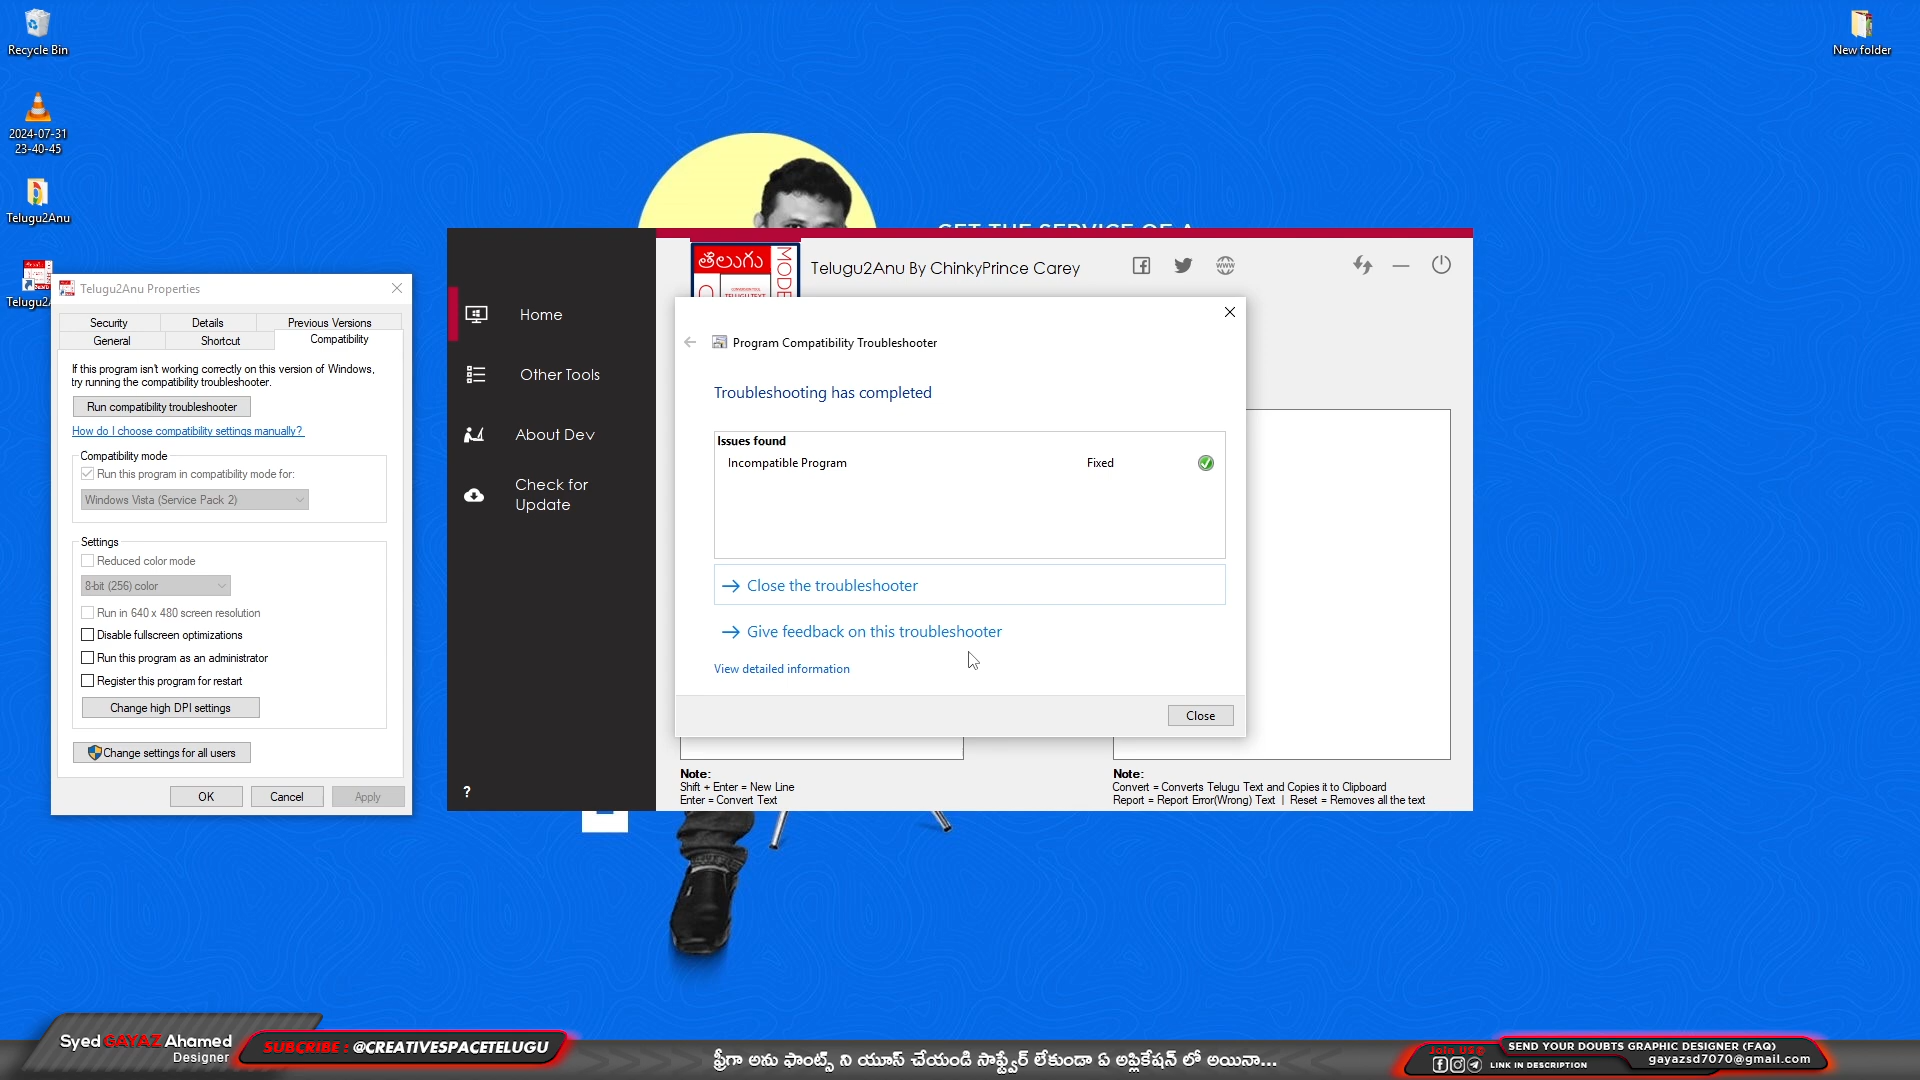 Recycle Bin
New folder
2024-07-31
23-40-45
Telugu2Anu
GET THE SERVICE OF A
తెలుగు
MODE
Telugu2Anu By ChinkyPrince Carey
www
Telugu2Anu Properties
Security
Details
Previous Versions
General
Shortcut
Compatibility
If this program isn't working correctly on this version of Windows,
try running the compatibility troubleshooter.
Run compatibility troubleshooter
How do I choose compatibility settings manually?
Compatibility mode
Run this program in compatibility mode for:
Windows Vista (Service Pack 2)
Settings
Reduced color mode
8-bit (256) color
Run in 640 x 480 screen resolution
Disable fullscreen optimizations
Run this program as an administrator
Register this program for restart
Change high DPI settings
Change settings for all users
OK
Cancel
Apply
Home
Other Tools
About Dev
Check for
Update
?
Program Compatibility Troubleshooter
Troubleshooting has completed
Issues found
Incompatible Program
Fixed
Close the troubleshooter
Give feedback on this troubleshooter
View detailed information
Close
Note:
Shift + Enter = New Line
Enter = Convert Text
Note:
Convert = Converts Telugu Text and Copies it to Clipboard
Report = Report Error(Wrong) Text | Reset = Removes all the text
Syed GAYAZ Ahamed
Designer
SUBCRIBE : @CREATIVESPACETELUGU
ఫ్రీగా అను ఫాంట్స్ ని యూస్ చేయండి సాఫ్ట్వేర్ లేకుండా ఏ అప్లికేషన్ లో అయినా...
Join US@
LINK IN DESCRIPTION
SEND YOUR DOUBTS GRAPHIC DESIGNER (FAQ)
gayazsd7070@gmail.com